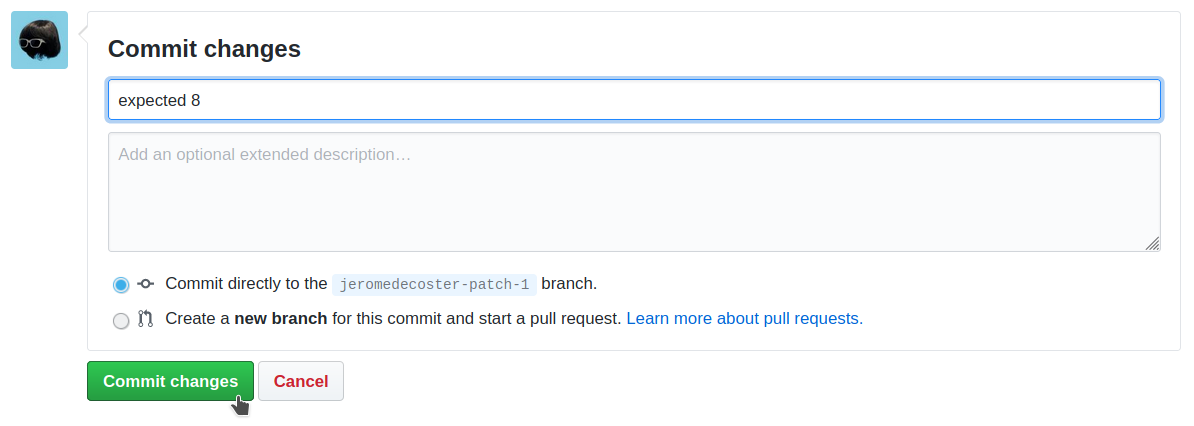 Commit changes
expected 8
Add an optional extended description…
Commit directly to the jeromedecoster-patch-1 branch.
Create a new branch for this commit and start a pull request. Learn more about pull requests.
Commit changes Cancel